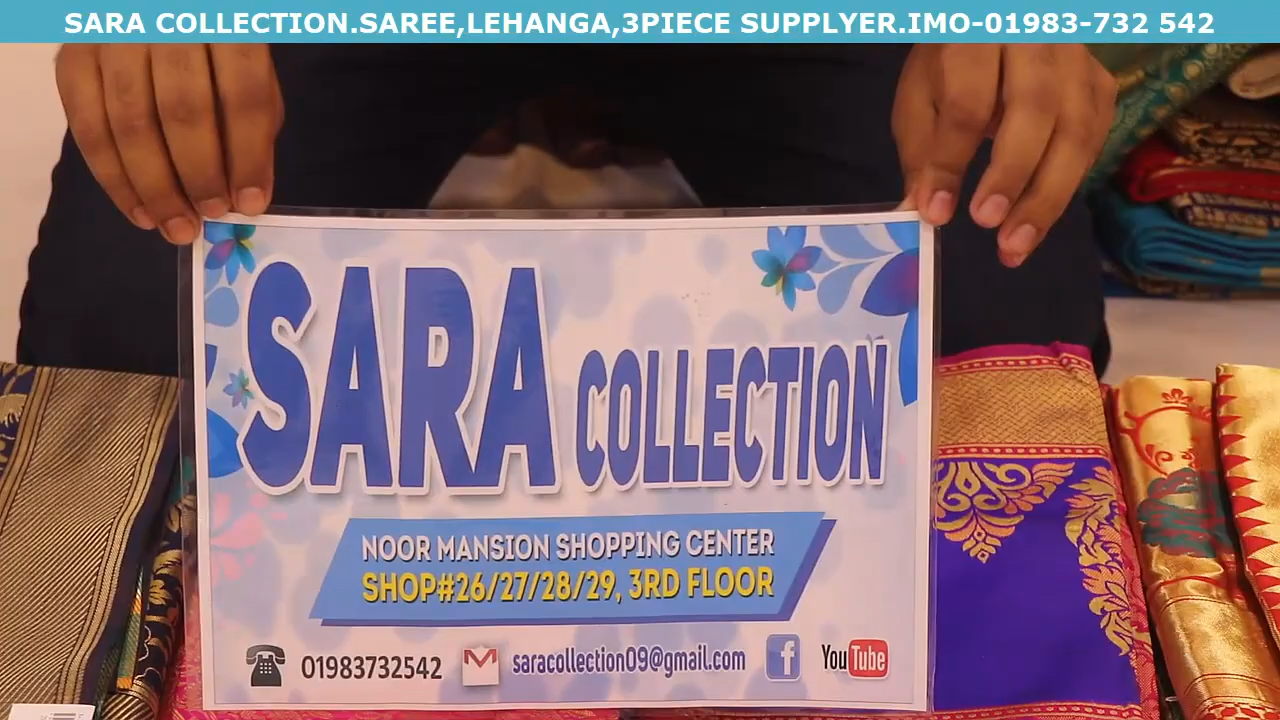 SARA COLLECTION.SAREE,LEHANGA,3PIECE SUPPLYER.IMO-01983-732 542
SARA COLLECTION
NOOR MANSION SHOPPING CENTER
SHOP#26/27/28/29, 3RD FLOOR
01983732542 saracollection09@gmail.com f YouTube